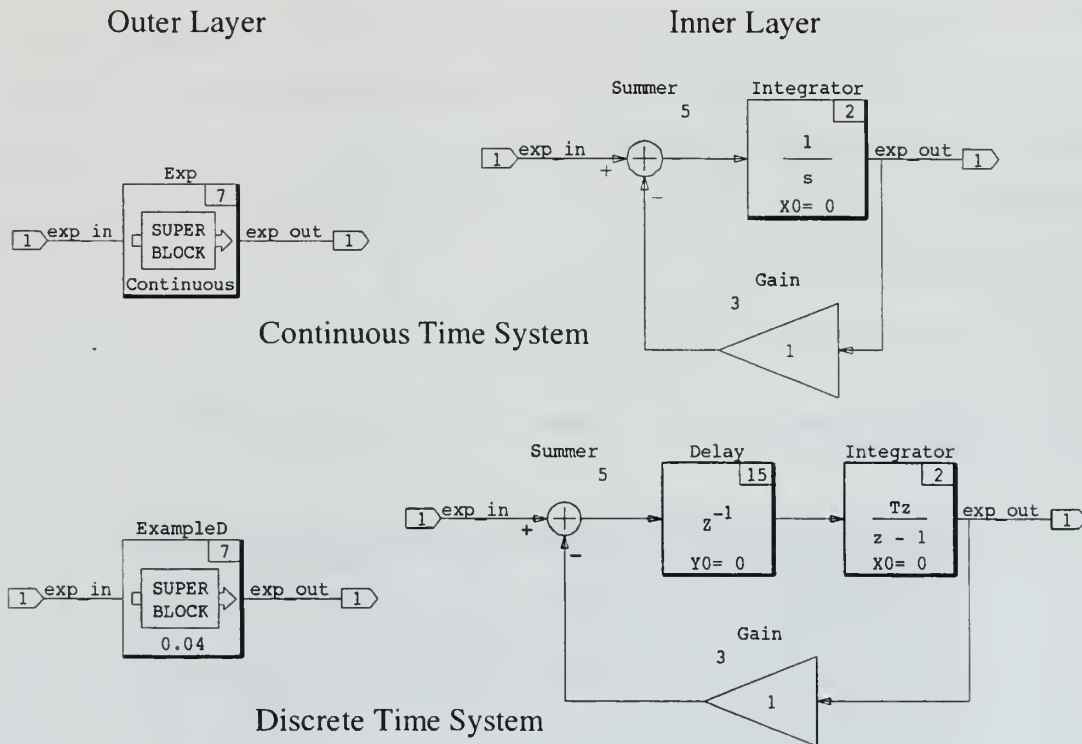 Outer Layer
Inner Layer
Exp
7
1 exp_in
SUPER
BLOCK
exp_out 1
Continuous
Summer
5
Integrator
2
1 exp_in
+
-
1
s
X0= 0
exp_out 1
Gain
3
1
Continuous Time System
ExampleD
7
1 exp_in
SUPER
BLOCK
exp_out 1
0.04
Summer
5
Delay
15
Integrator
2
1 exp_in
+
-
z-1
Y0= 0
Tz
z - 1
X0= 0
exp_out 1
Gain
3
1
Discrete Time System